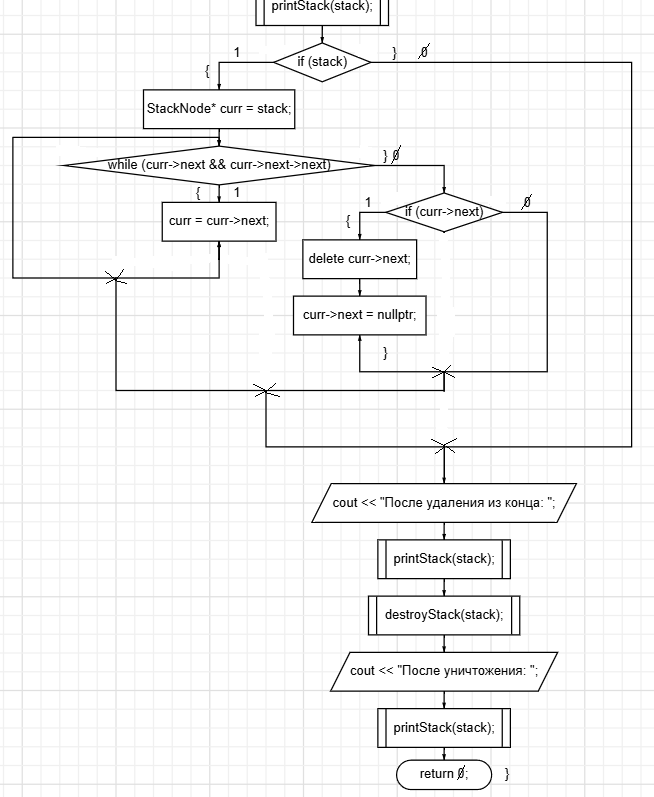 printStack(stack);
1
} 0
if (stack)
{
StackNode* curr = stack;
while (curr->next && curr->next->next)
} 0
{ 1
curr = curr->next;
1
0
if (curr->next)
{
delete curr->next;
curr->next = nullptr;
}
cout << "После удаления из конца: ";
printStack(stack);
destroyStack(stack);
cout << "После уничтожения: ";
printStack(stack);
return 0; }